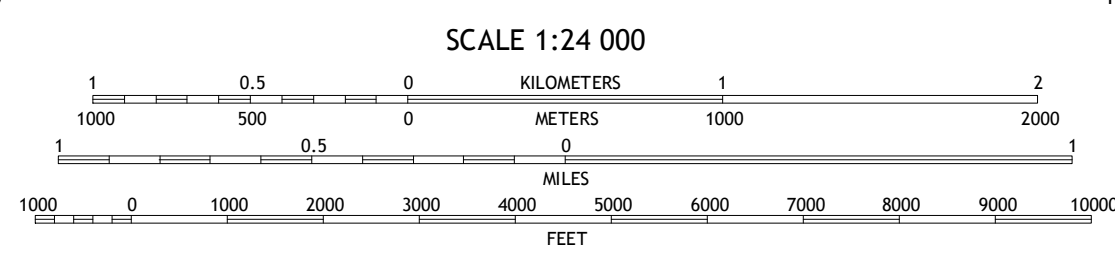 SCALE 1:24 000
1 0.5 0 KILOMETERS 1 2
1000 500 0 METERS 1000 2000
1 0.5 0 1
MILES
1000 0 1000 2000 3000 4000 5000 6000 7000 8000 9000 10000
FEET